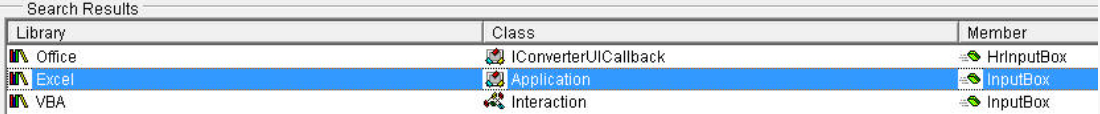 Search Results
Library Class Member
Office IConverterUICallback HrInputBox
Excel Application InputBox
VBA Interaction InputBox